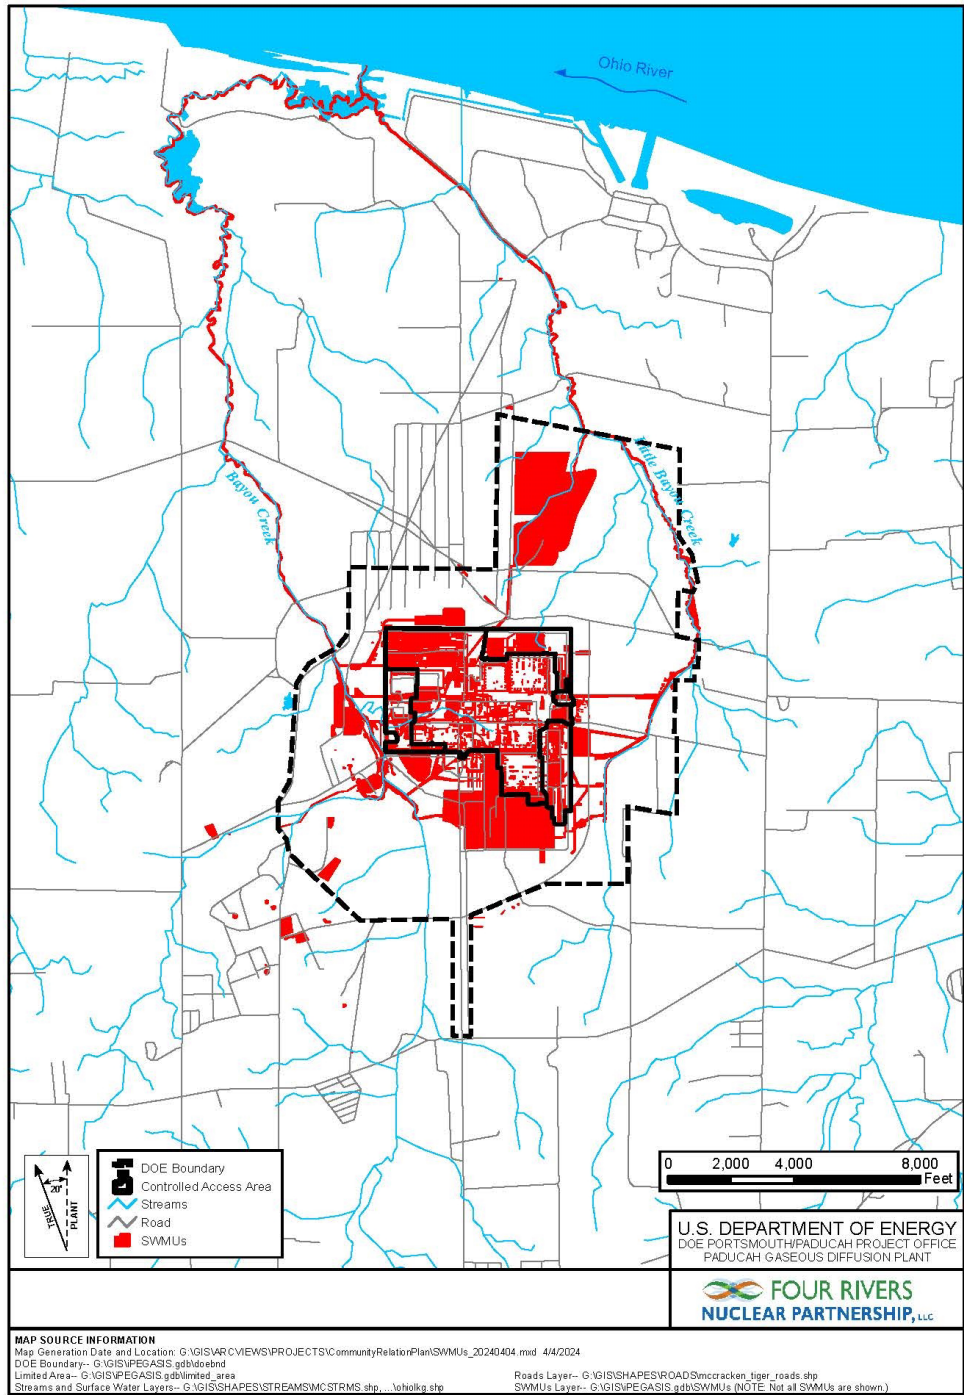 Ohio River
Little Bayou Creek
Bayou Creek
20°
TRUE
PLANT
DOE Boundary
Controlled Access Area
Streams
Road
SWMUs
0 2,000 4,000 8,000
Feet
U.S. DEPARTMENT OF ENERGY
DOE PORTSMOUTH/PADUCAH PROJECT OFFICE
PADUCAH GASEOUS DIFFUSION PLANT
FOUR RIVERS
NUCLEAR PARTNERSHIP, LLC
MAP SOURCE INFORMATION
Map Generation Date and Location: G:\GIS\ARCVIEWS\PROJECTS\CommunityRelationPlan\SWMUs_20240404.mxd 4/4/2024
DOE Boundary-- G:\GIS\PEGASIS.gdb\doebnd
Limited Area-- G:\GIS\PEGASIS.gdb\limited_area
Roads Layer-- G:\GIS\SHAPES\ROADS\mccracken_tiger_roads.shp
Streams and Surface Water Layers-- G:\GIS\SHAPES\STREAMS\MCSTRMS.shp, ...\ohiolkg.shp
SWMUs Layer-- G:\GIS\PEGASIS.gdb\SWMUs (NOTE: Not all SWMUs are shown.)